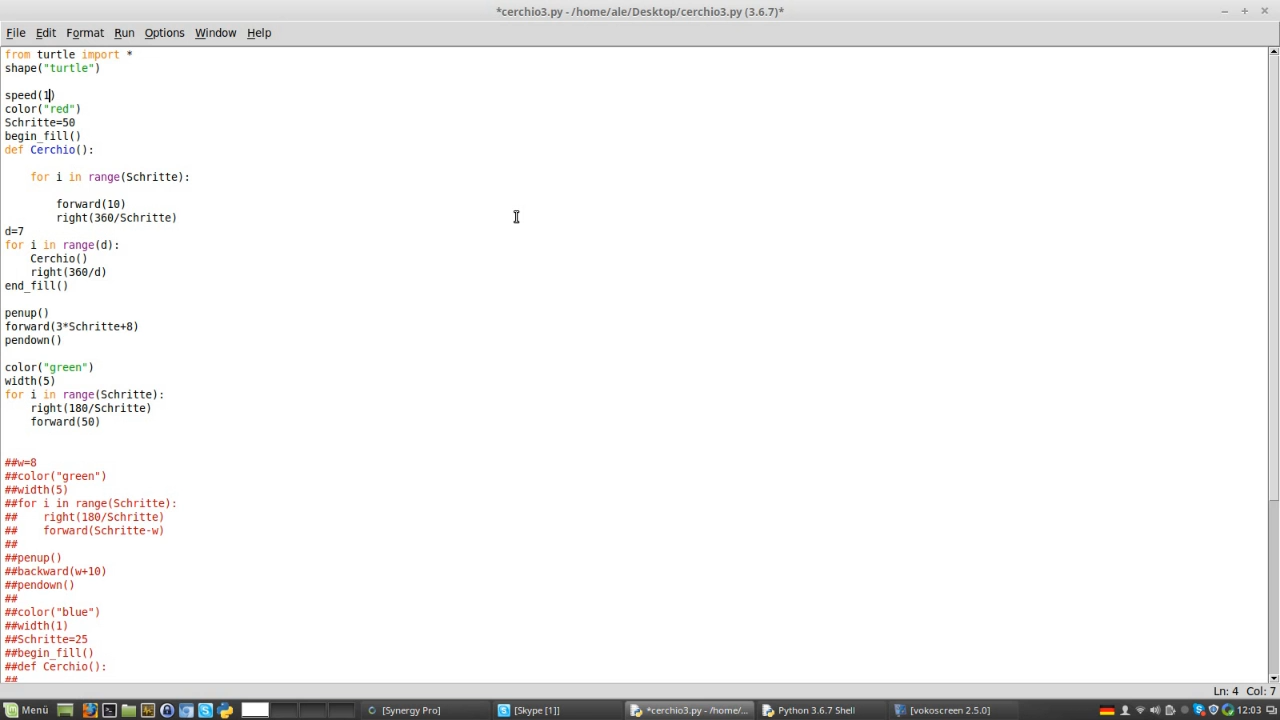 *cerchio3.py - /home/ale/Desktop/cerchio3.py (3.6.7)*
File Edit Format Run Options Window Help
from turtle import *
shape("turtle")
speed(1)
color("red")
Schritte=50
begin_fill()
def Cerchio():
    for i in range(Schritte):
        forward(10)
        right(360/Schritte)
d=7
for i in range(d):
    Cerchio()
    right(360/d)
end_fill()
penup()
forward(3*Schritte+8)
pendown()
color("green")
width(5)
for i in range(Schritte):
    right(180/Schritte)
    forward(50)
##w=8
##color("green")
##width(5)
##for i in range(Schritte):
##    right(180/Schritte)
##    forward(Schritte-w)
##
##penup()
##backward(w+10)
##pendown()
##
##color("blue")
##width(1)
##Schritte=25
##begin_fill()
##def Cerchio():
##
Ln: 4 Col: 7
Menü [Synergy Pro] [Skype [1]] *cerchio3.py - /home/... Python 3.6.7 Shell [vokoscreen 2.5.0] 12:03